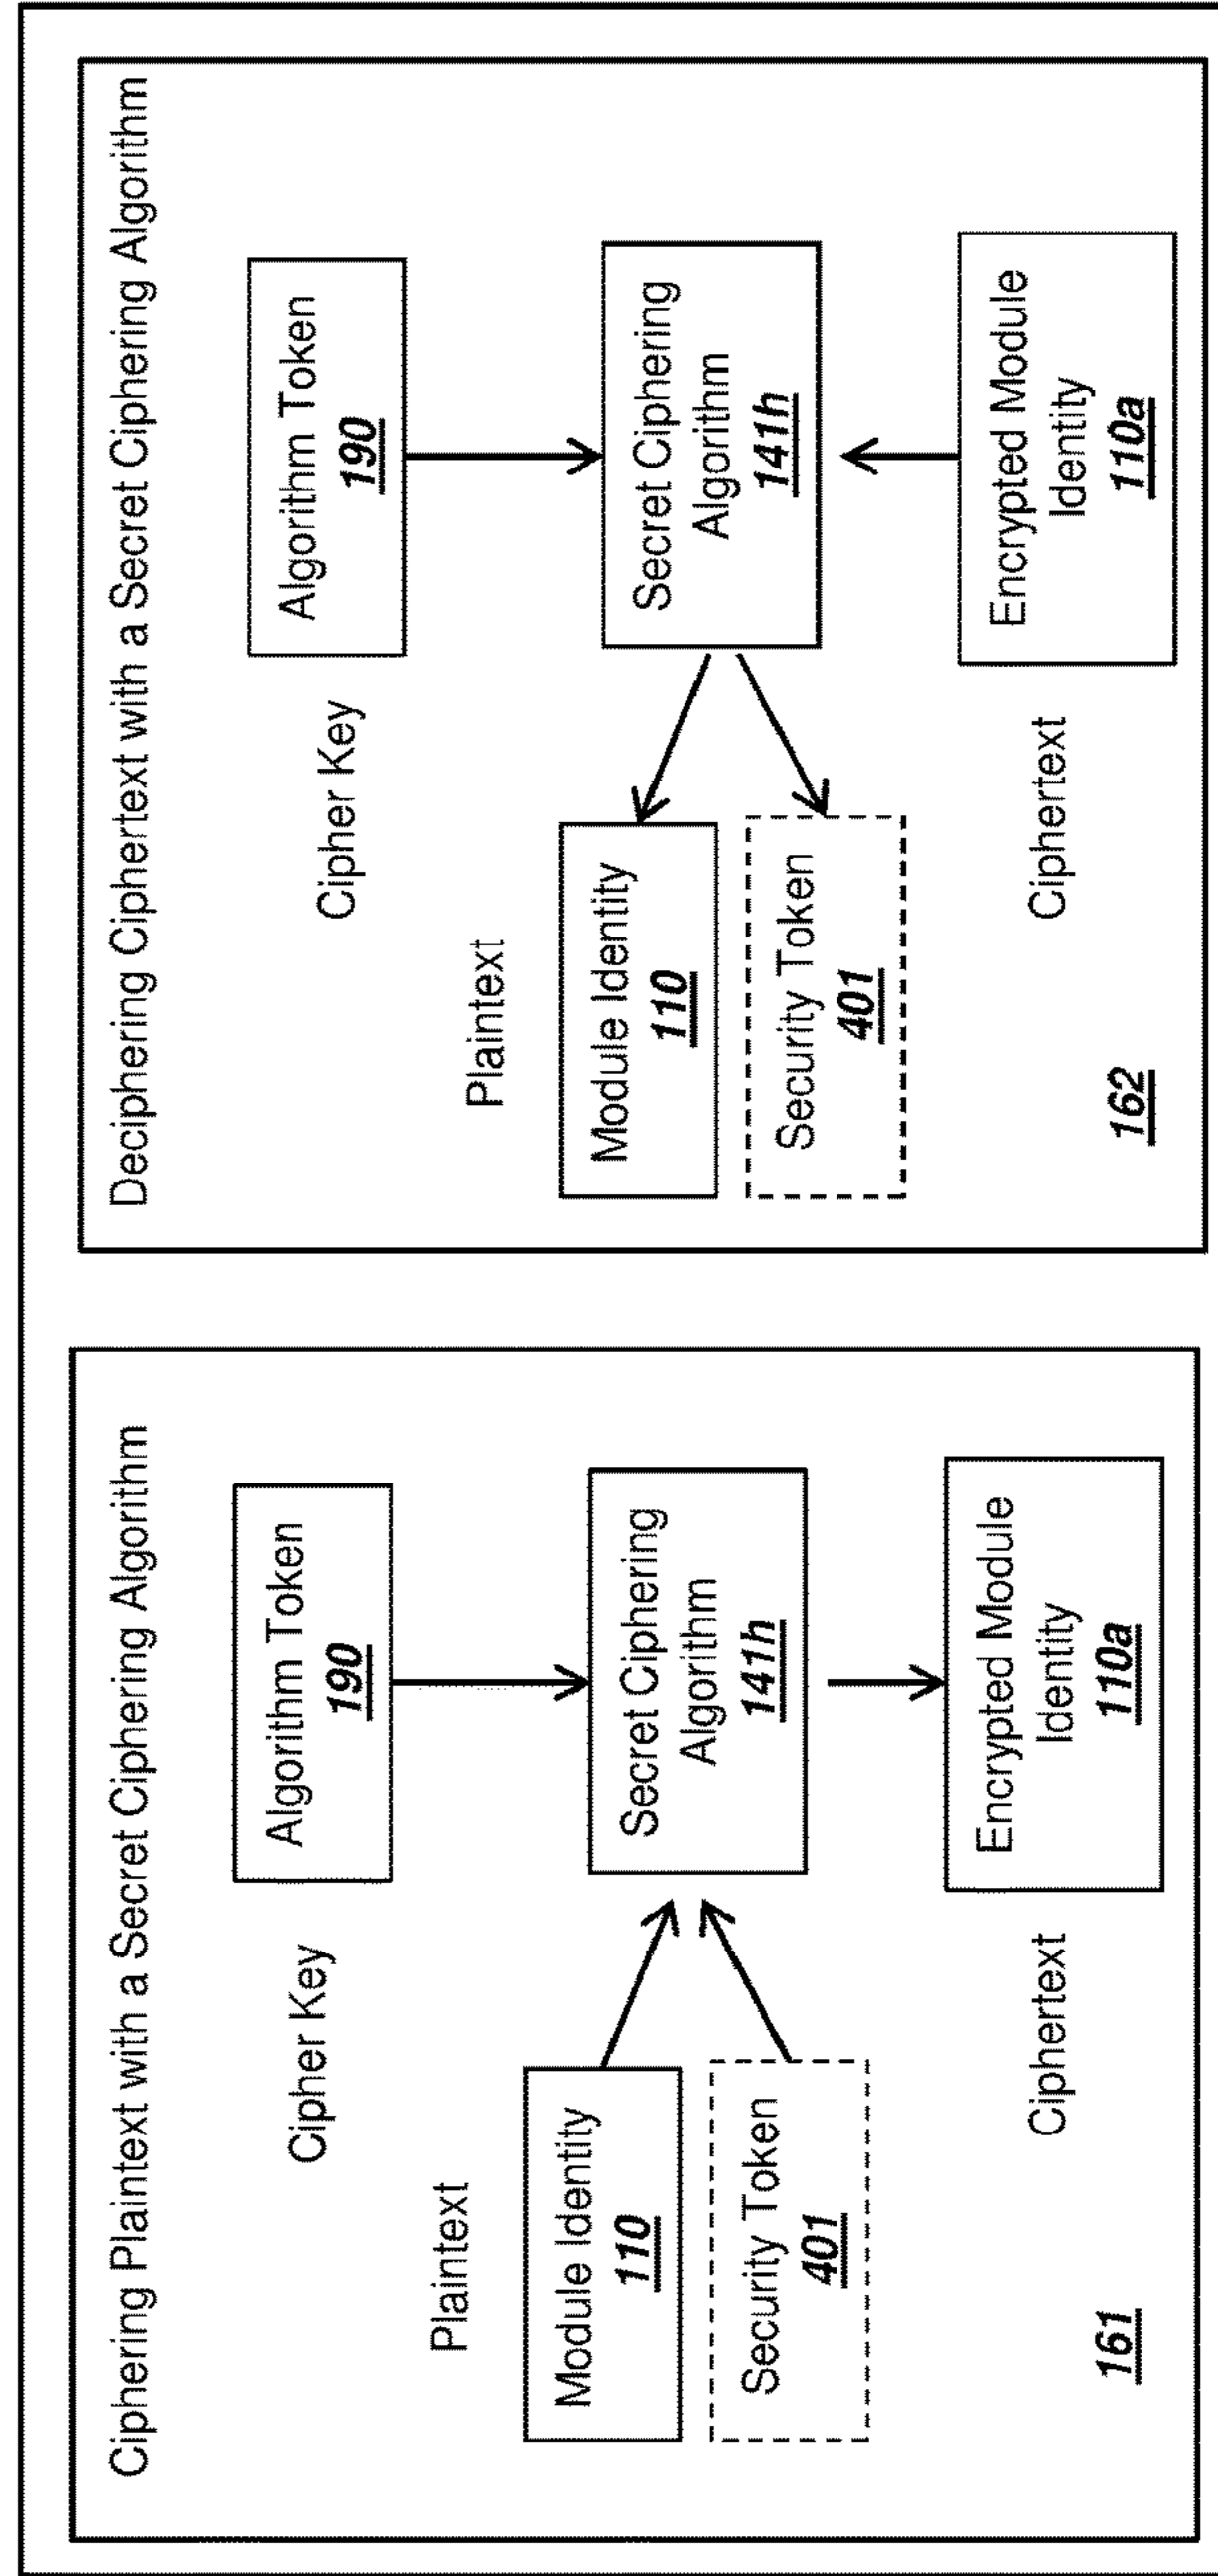 Ciphering Plaintext with a Secret Ciphering Algorithm
Cipher Key
Algorithm Token
190
Plaintext
Module Identity
110
Security Token
401
Secret Ciphering
Algorithm
141h
Ciphertext
Encrypted Module
Identity
110a
161
Deciphering Ciphertext with a Secret Ciphering Algorithm
Cipher Key
Algorithm Token
190
Plaintext
Module Identity
110
Security Token
401
Secret Ciphering
Algorithm
141h
Ciphertext
Encrypted Module
Identity
110a
162